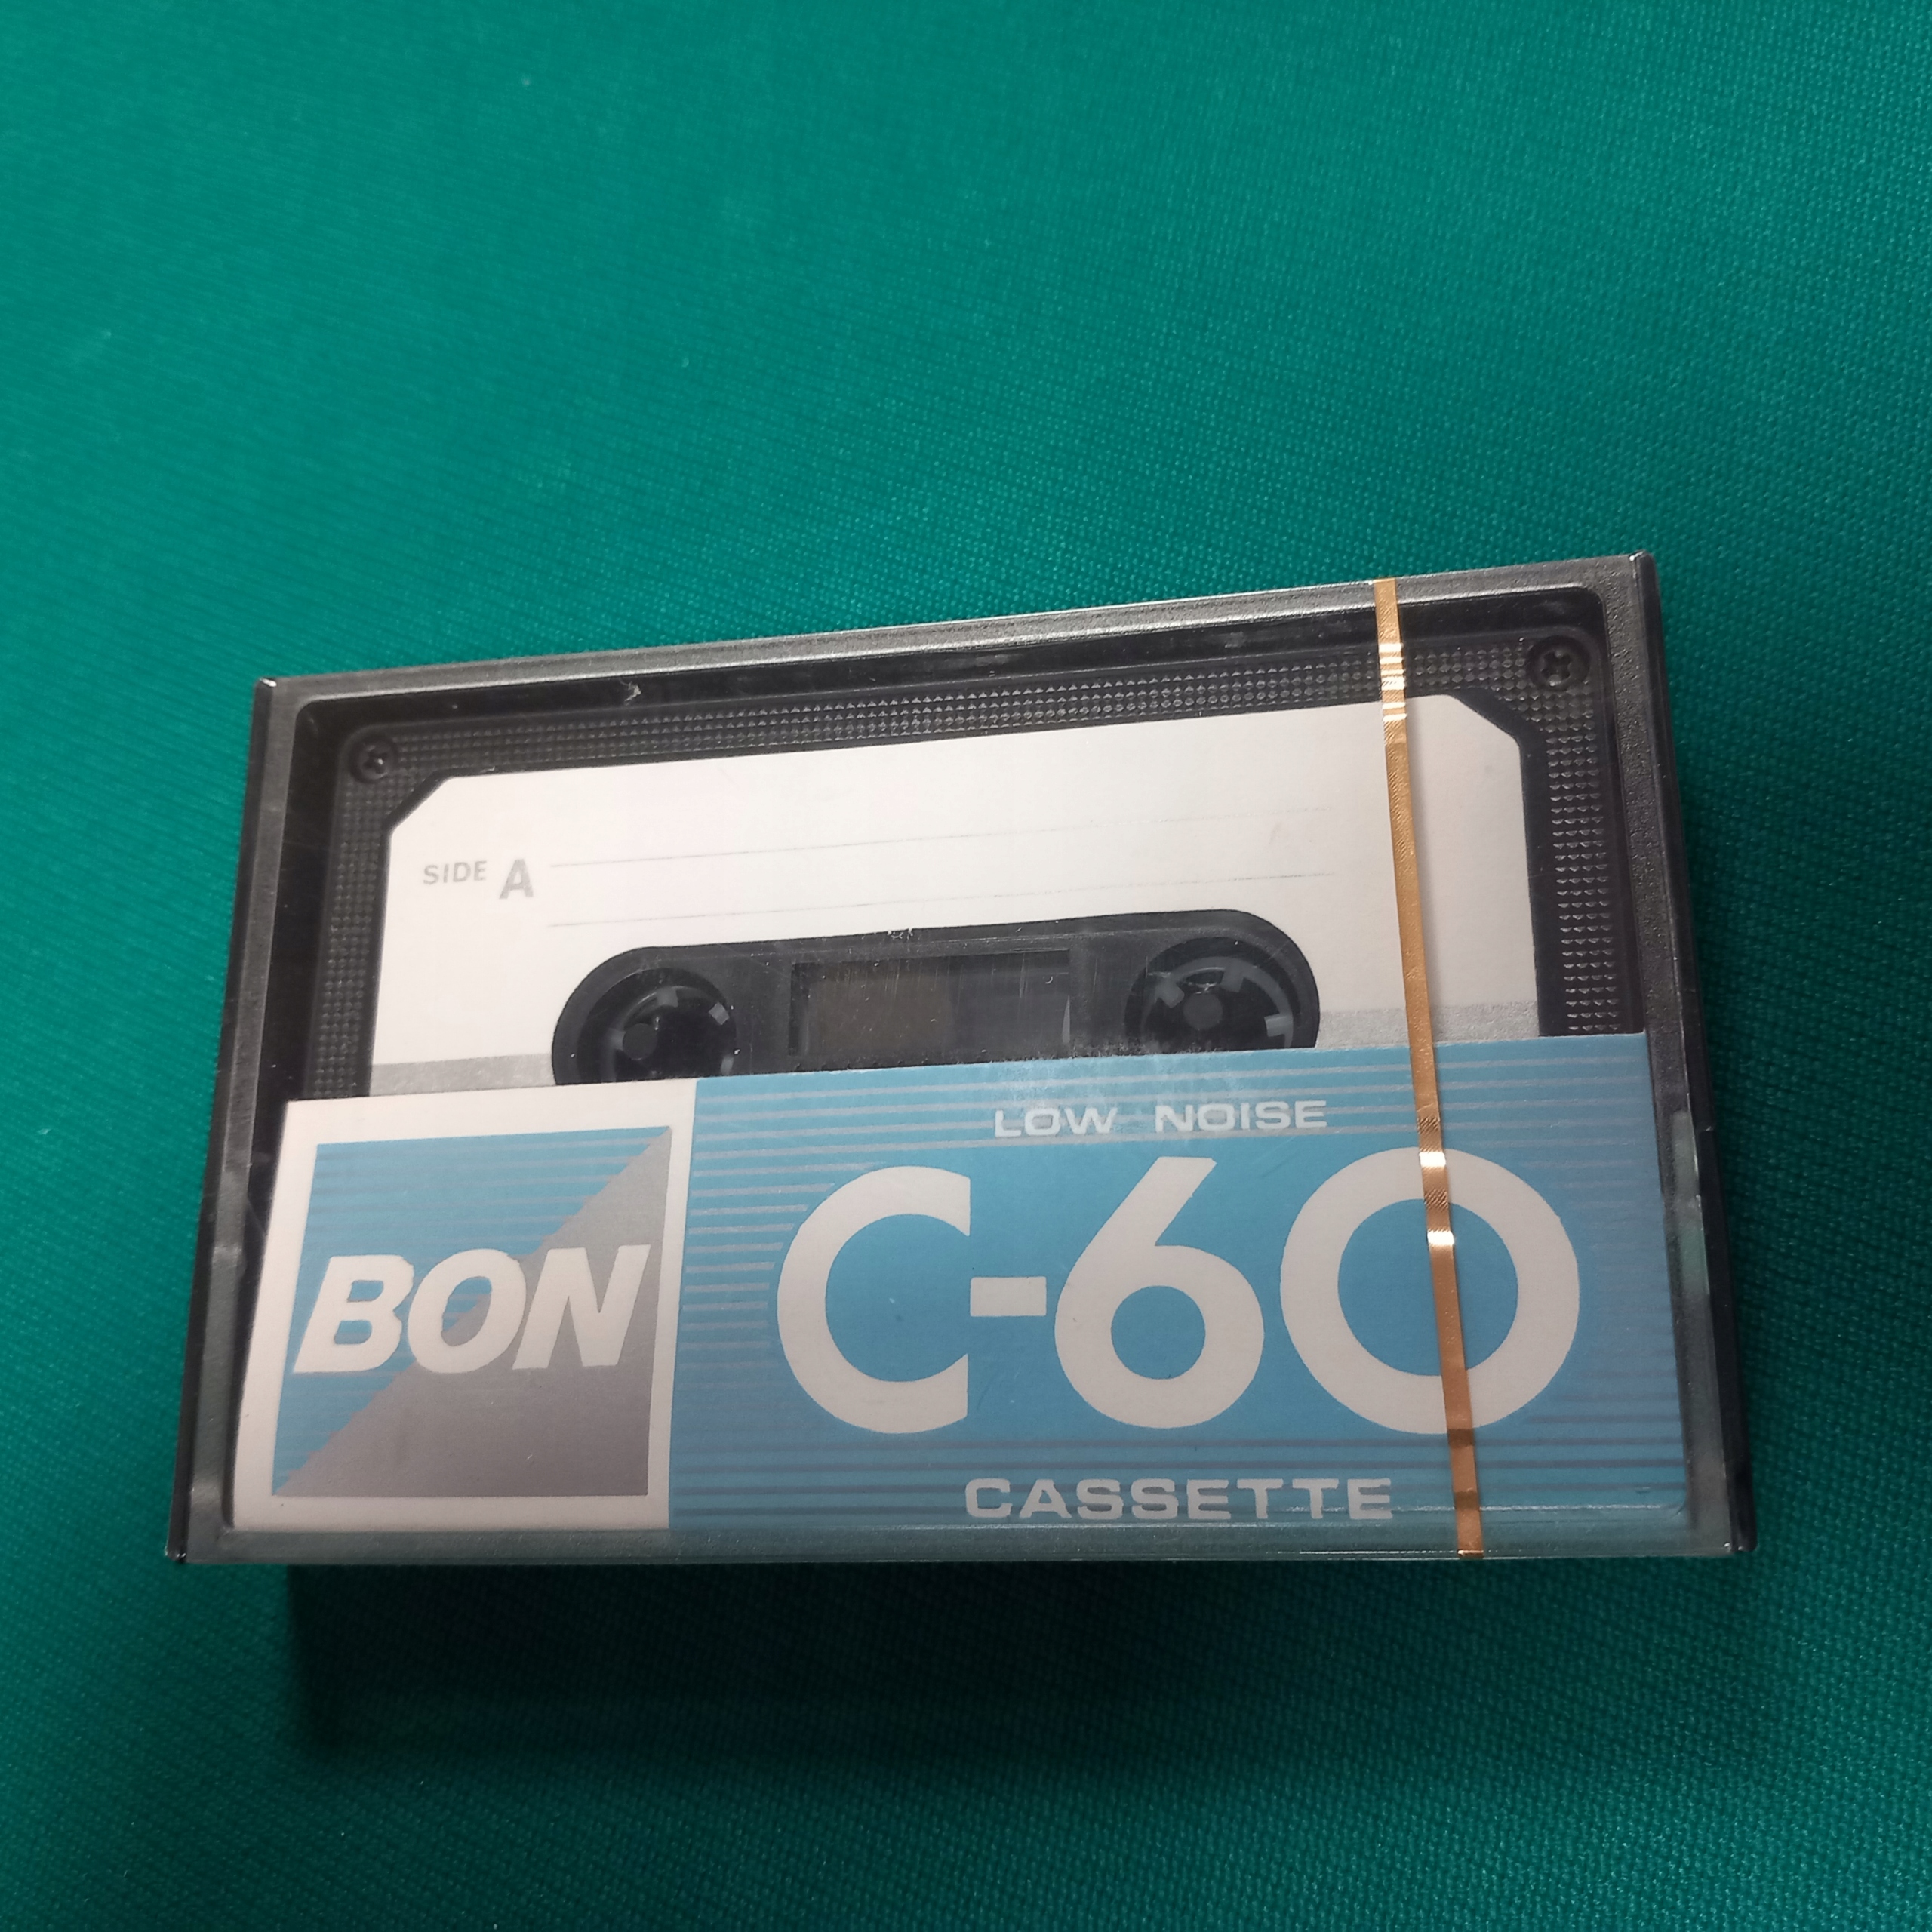 SIDE A
LOW NOISE
BON
C-60
CASSETTE